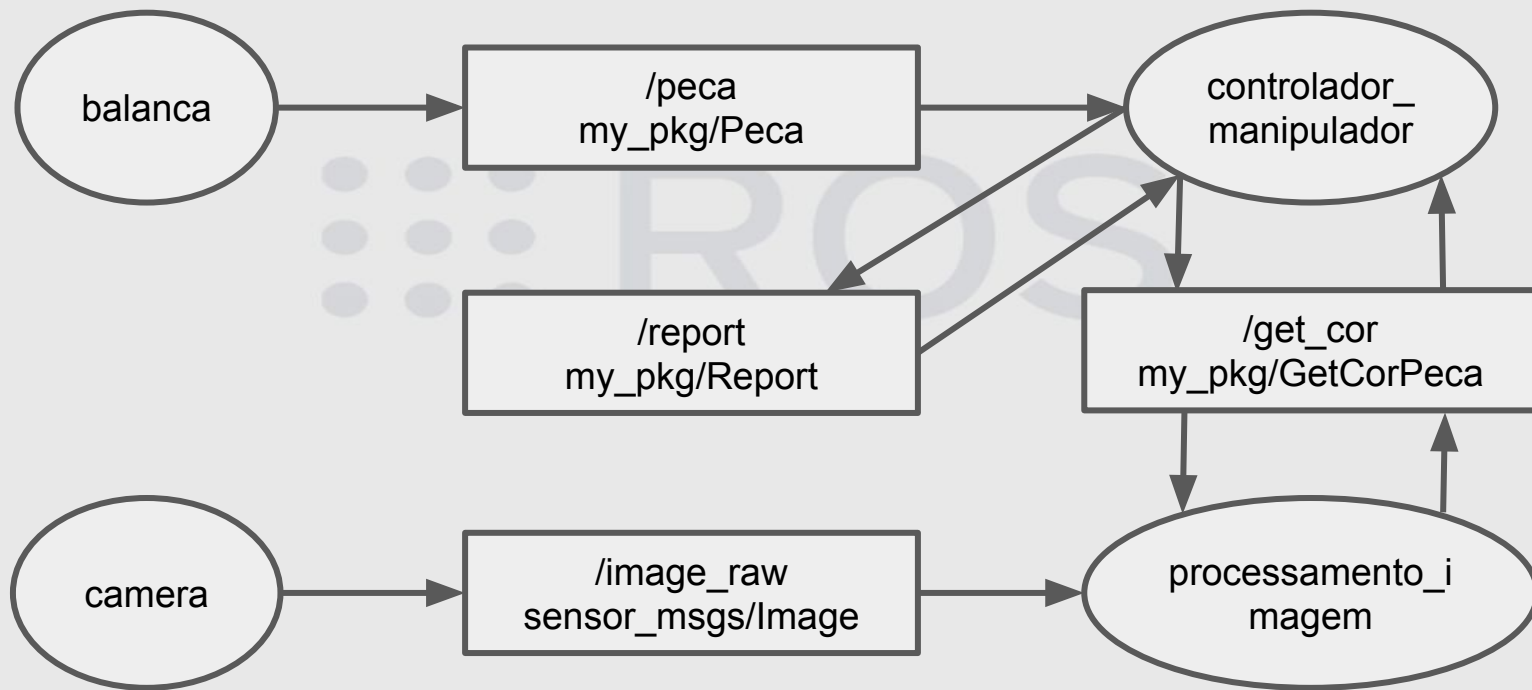 balanca
/peca
my_pkg/Peca
controlador_
manipulador
ROS
/report
my_pkg/Report
/get_cor
my_pkg/GetCorPeca
camera
/image_raw
sensor_msgs/Image
processamento_i
magem